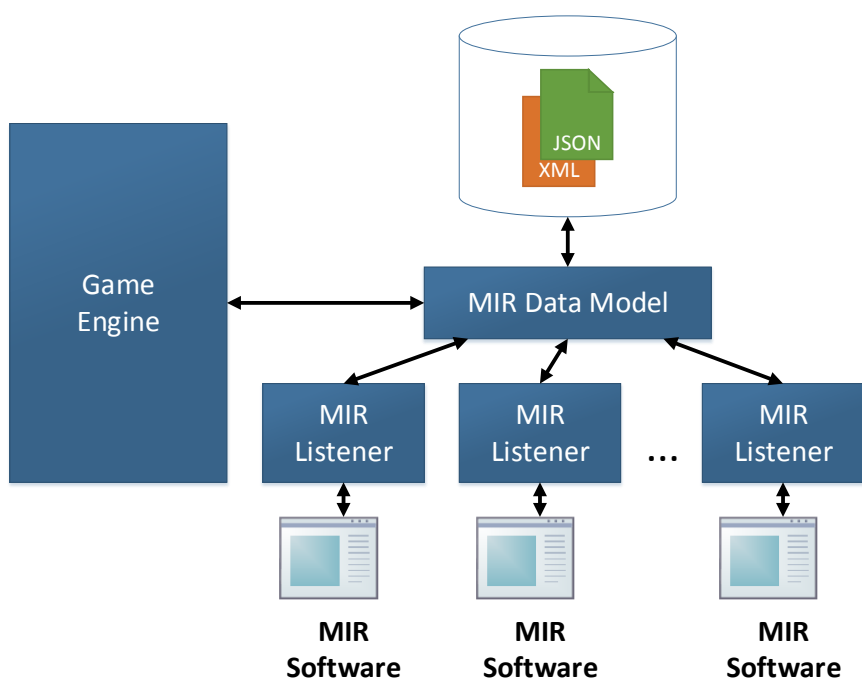 JSON
XML
Game
Engine
MIR Data Model
MIR
Listener
MIR
Listener
...
MIR
Listener
MIR
Software
MIR
Software
MIR
Software